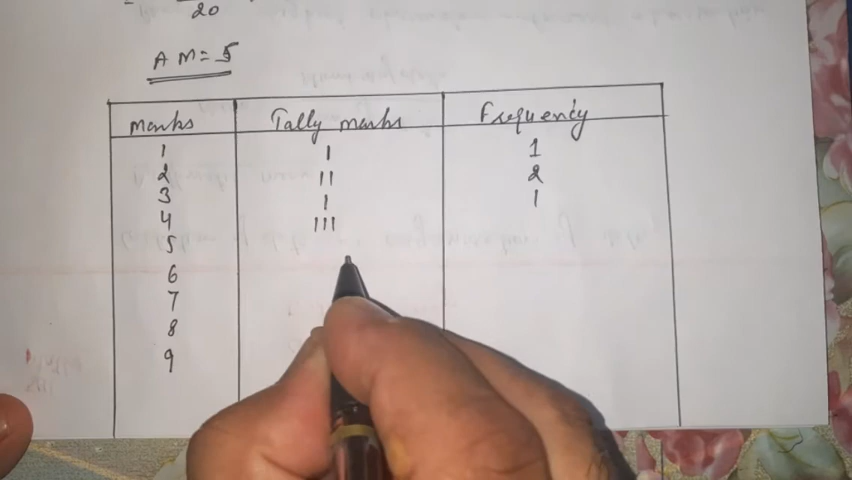 = 20 .
AM = 5
Marks Tally marks Frequency
1 | 1
2 || 2
3 | 1
4 |||
5
6
7
8
9